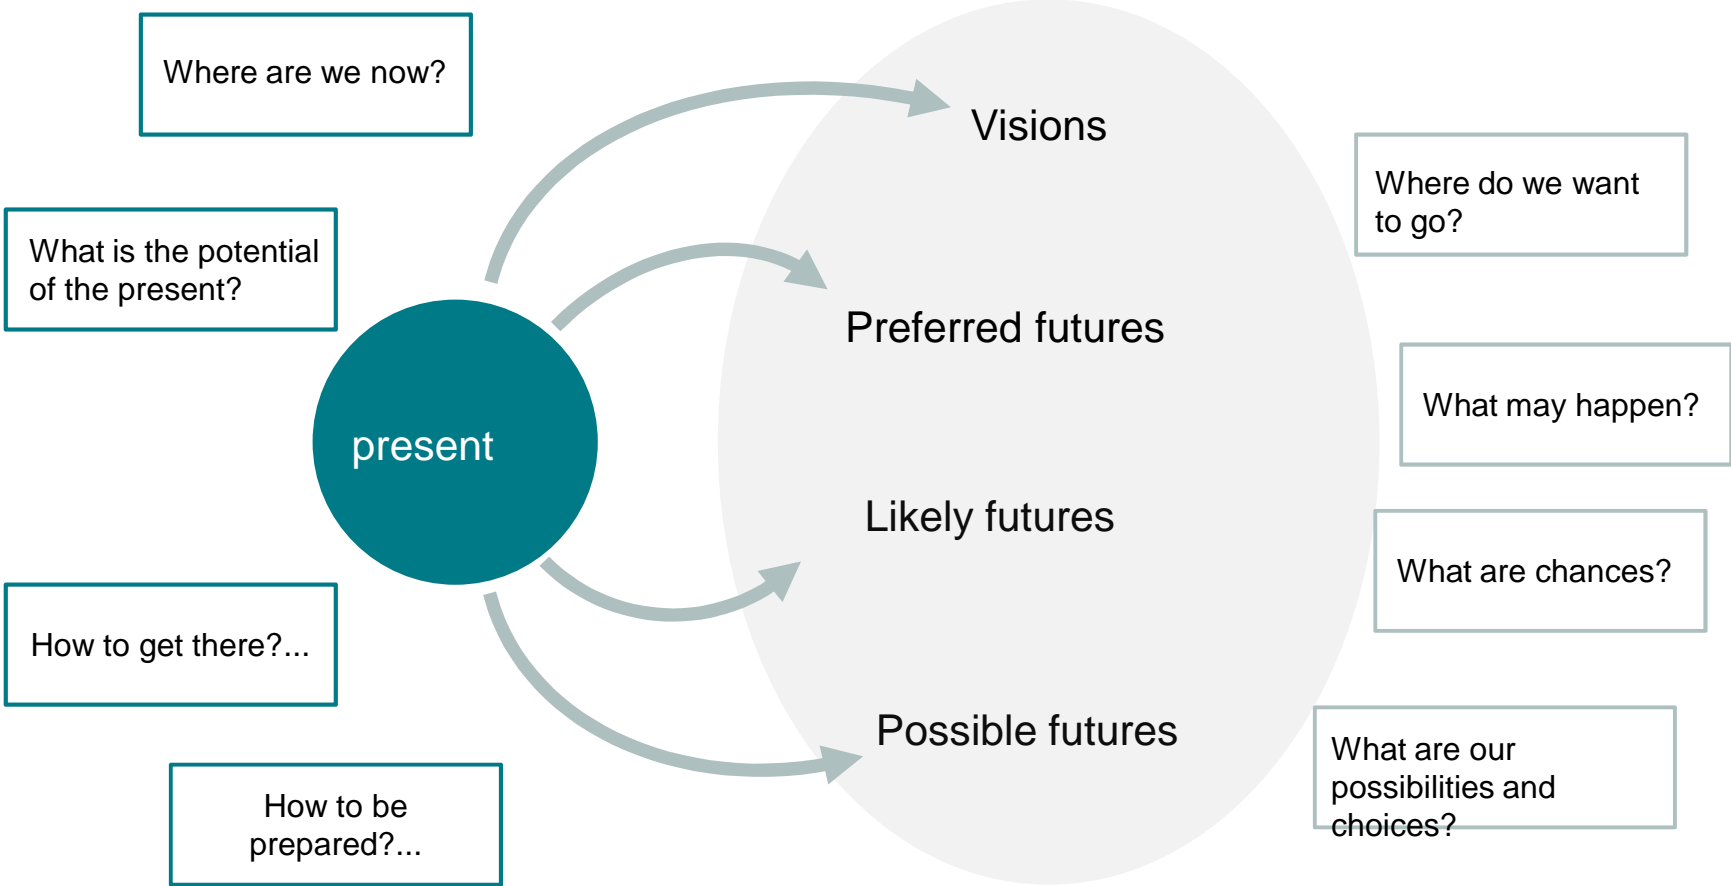 Where are we now?
What is the potential
of the present?
present
How to get there?...
How to be
prepared?...
Visions
Preferred futures
Likely futures
Possible futures
Where do we want
to go?
What may happen?
What are chances?
What are our
possibilities and
choices?